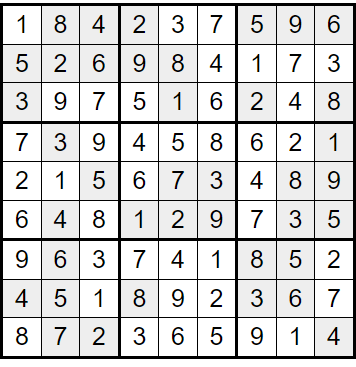 1 8 4 2 3 7 5 9 6
5 2 6 9 8 4 1 7 3
3 9 7 5 1 6 2 4 8
7 3 9 4 5 8 6 2 1
2 1 5 6 7 3 4 8 9
6 4 8 1 2 9 7 3 5
9 6 3 7 4 1 8 5 2
4 5 1 8 9 2 3 6 7
8 7 2 3 6 5 9 1 4